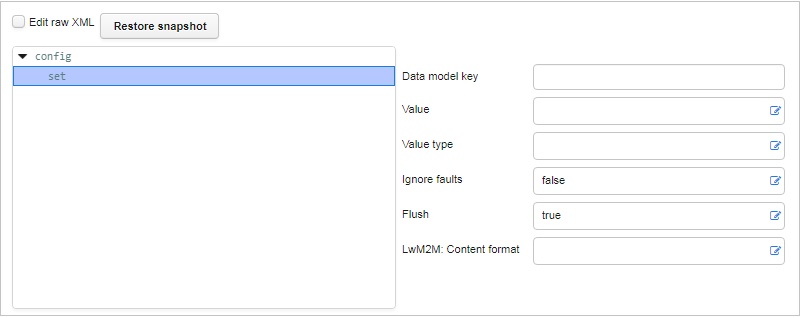 Edit raw XML Restore snapshot
config
set
Data model key
Value
Value type
Ignore faults false
Flush true
LwM2M: Content format